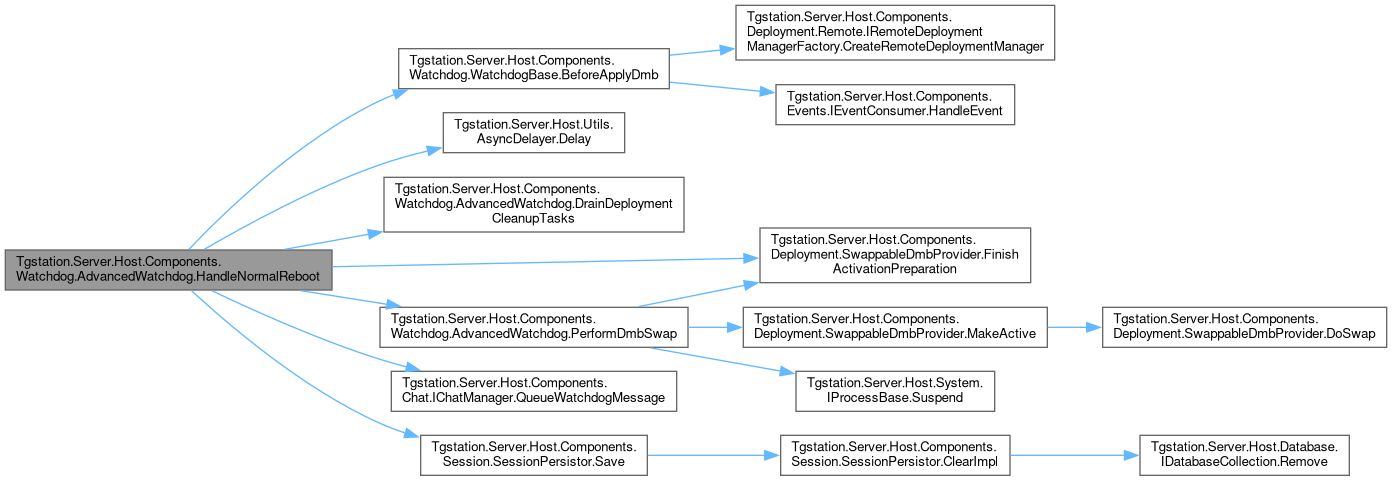 Tgstation.Server.Host.Components.
Watchdog.AdvancedWatchdog.HandleNormalReboot
Tgstation.Server.Host.Components.
Watchdog.WatchdogBase.BeforeApplyDmb
Tgstation.Server.Host.Components.
Deployment.Remote.IRemoteDeployment
ManagerFactory.CreateRemoteDeploymentManager
Tgstation.Server.Host.Components.
Events.IEventConsumer.HandleEvent
Tgstation.Server.Host.Utils.
AsyncDelayer.Delay
Tgstation.Server.Host.Components.
Watchdog.AdvancedWatchdog.DrainDeployment
CleanupTasks
Tgstation.Server.Host.Components.
Deployment.SwappableDmbProvider.Finish
ActivationPreparation
Tgstation.Server.Host.Components.
Watchdog.AdvancedWatchdog.PerformDmbSwap
Tgstation.Server.Host.Components.
Deployment.SwappableDmbProvider.MakeActive
Tgstation.Server.Host.Components.
Deployment.SwappableDmbProvider.DoSwap
Tgstation.Server.Host.System.
IProcessBase.Suspend
Tgstation.Server.Host.Components.
Chat.IChatManager.QueueWatchdogMessage
Tgstation.Server.Host.Components.
Session.SessionPersistor.Save
Tgstation.Server.Host.Components.
Session.SessionPersistor.ClearImpl
Tgstation.Server.Host.Database.
IDatabaseCollection.Remove